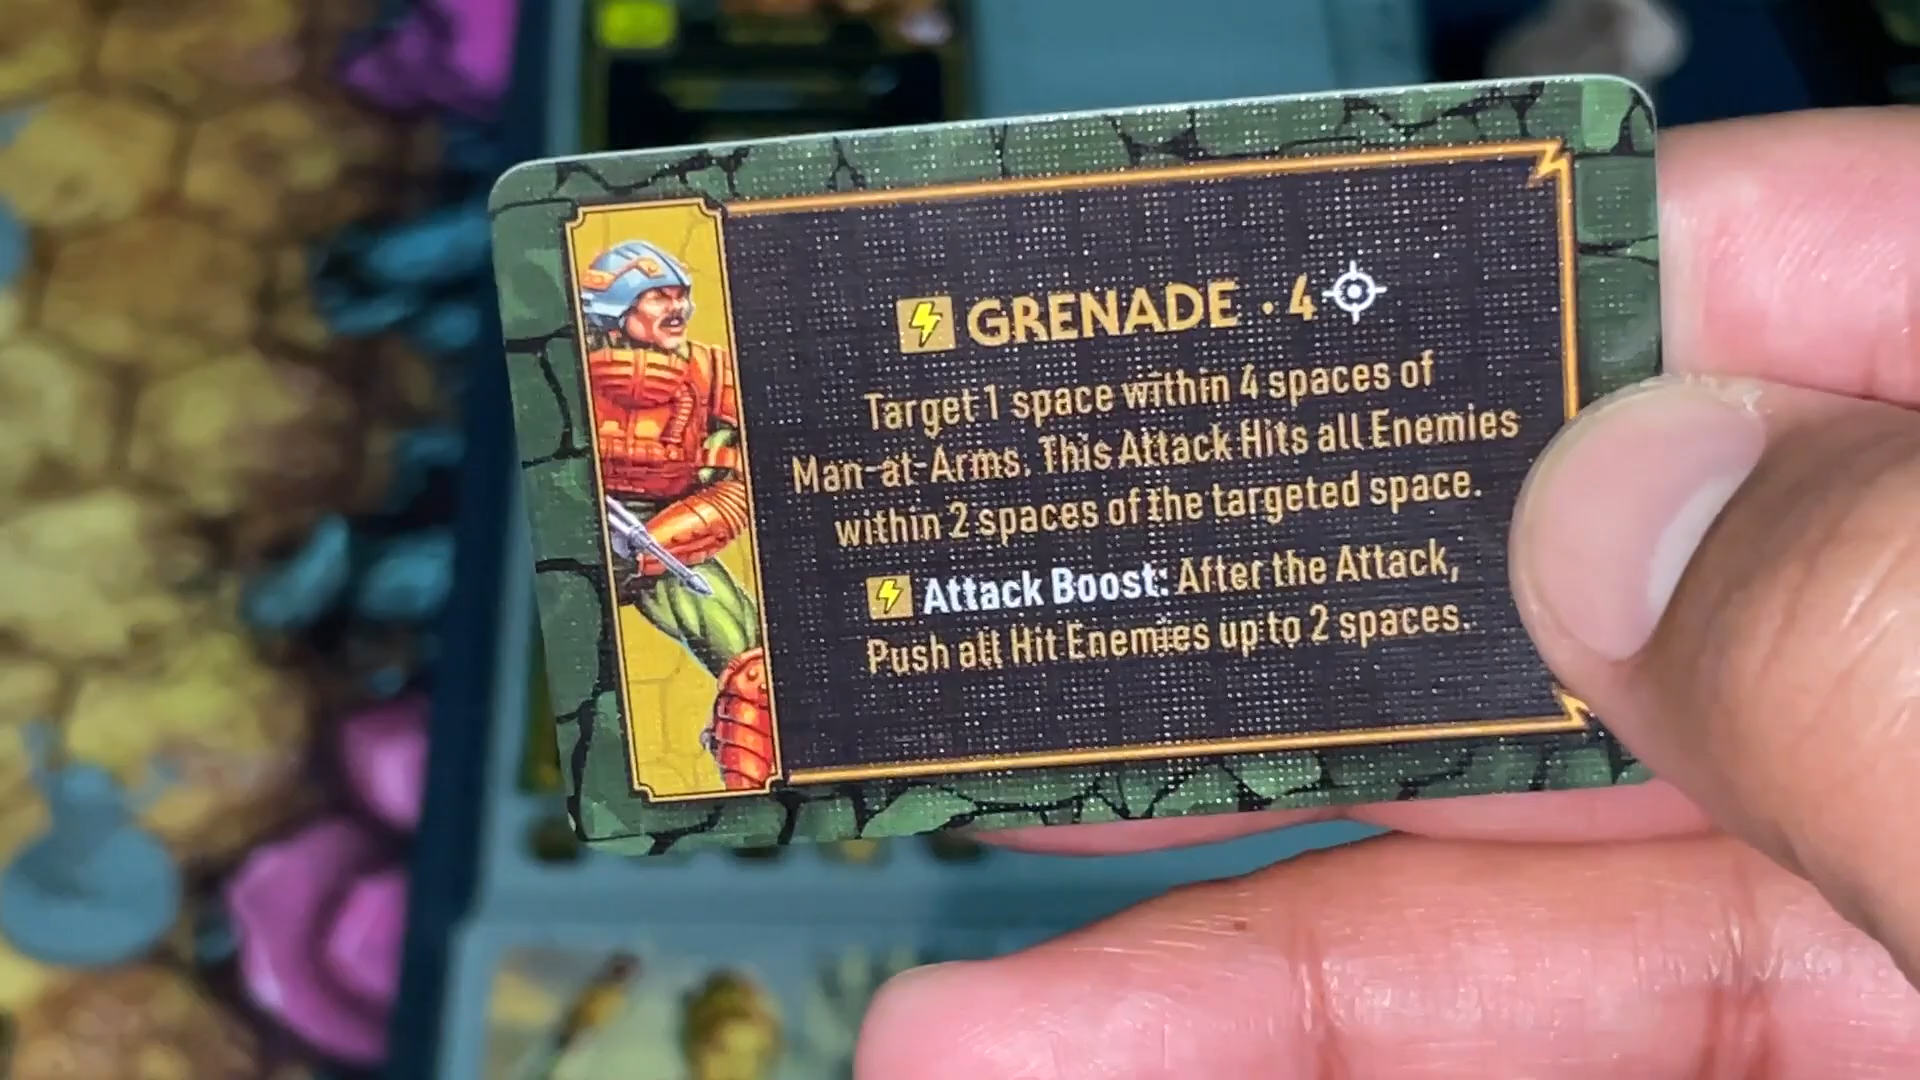 GRENADE · 4
Target 1 space within 4 spaces of
Man-at-Arms. This Attack Hits all Enemies
within 2 spaces of the targeted space.
Attack Boost: After the Attack,
Push all Hit Enemies up to 2 spaces.